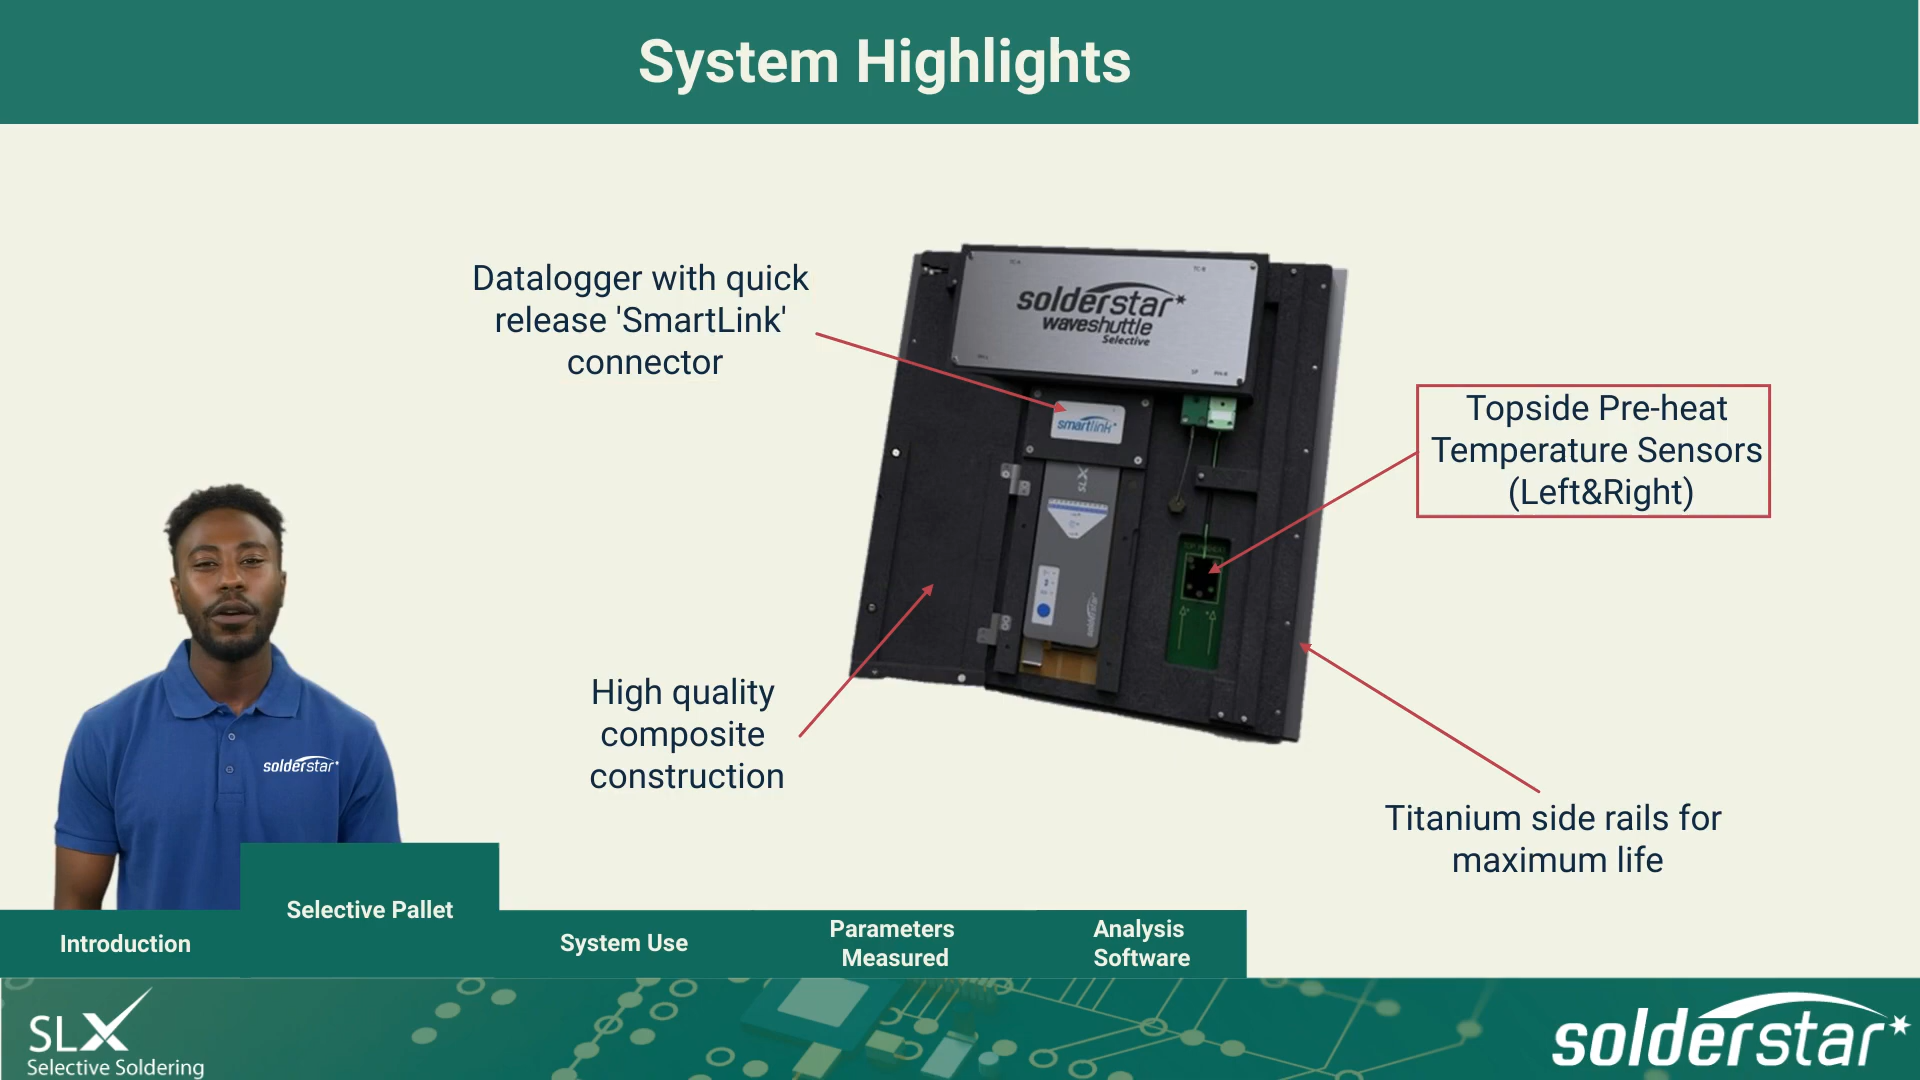 System Highlights
Datalogger with quick
release 'SmartLink'
connector
solderstar
waveshuttle
Selective
smartlink
SLX
solderstar
Topside Pre-heat
Temperature Sensors
(Left&Right)
High quality
composite
construction
Titanium side rails for
maximum life
solderstar
Introduction
Selective Pallet
System Use
Parameters
Measured
Analysis
Software
SLX
Selective Soldering
solderstar